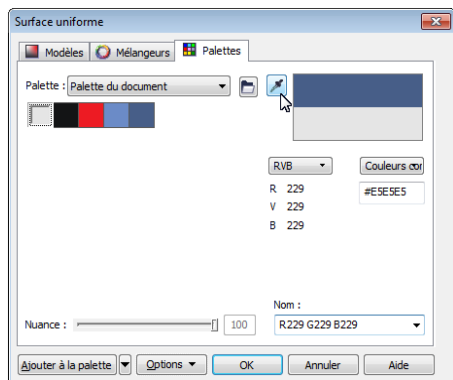 Surface uniforme
Modèles Mélangeurs Palettes
Palette : Palette du document
RVB Couleurs cor
R 229 #E5E5E5
V 229
B 229
Nom :
Nuance : 100 R229 G229 B229
Ajouter à la palette Options OK Annuler Aide